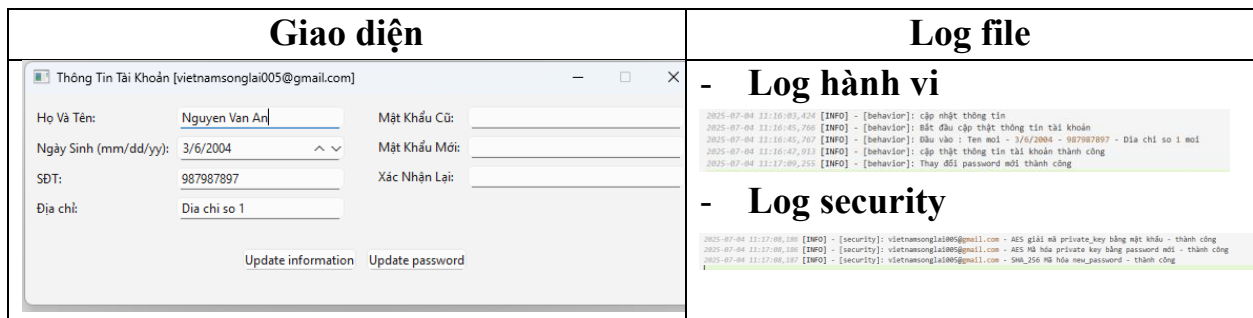 Giao diện
Log file
Thông Tin Tài Khoản [vietnamsonglai005@gmail.com]
Họ Và Tên: Nguyen Van An
Mật Khẩu Cũ:
Ngày Sinh (mm/dd/yy): 3/6/2004
Mật Khẩu Mới:
SĐT: 987987897
Xác Nhận Lại:
Địa chỉ: Dia chi so 1
Update information Update password
- Log hành vi
2025-07-04 11:16:03,424 [INFO] - [behavior]: cập nhật thông tin
2025-07-04 11:16:45,766 [INFO] - [behavior]: Bắt đầu cập thật thông tin tài khoản
2025-07-04 11:16:45,767 [INFO] - [behavior]: Đầu vào : Ten moi - 3/6/2004 - 987987897 - Dia chi so 1 moi
2025-07-04 11:16:47,913 [INFO] - [behavior]: cập thật thông tin tài khoản thành công
2025-07-04 11:17:09,255 [INFO] - [behavior]: Thay đổi password mới thành công
- Log security
2025-07-04 11:17:08,186 [INFO] - [security]: vietnamsonglai005@gmail.com - AES giải mã private_key bằng mật khẩu - thành công
2025-07-04 11:17:08,186 [INFO] - [security]: vietnamsonglai005@gmail.com - AES Mã hóa private key bằng password mới - thành công
2025-07-04 11:17:08,187 [INFO] - [security]: vietnamsonglai005@gmail.com - SHA_256 Mã hóa new_password - thành công